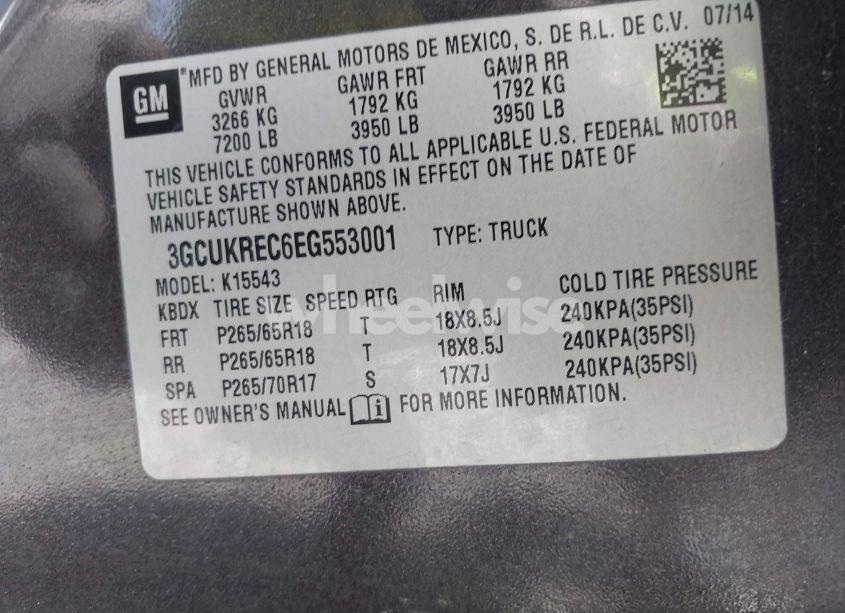 GM
*MFD BY GENERAL MOTORS DE MEXICO, S. DE R.L. DE C.V. 07/14
GVWR GAWR FRT GAWR RR
3266 KG 1792 KG 1792 KG
7200 LB 3950 LB 3950 LB
THIS VEHICLE CONFORMS TO ALL APPLICABLE U.S. FEDERAL MOTOR
VEHICLE SAFETY STANDARDS IN EFFECT ON THE DATE OF
MANUFACTURE SHOWN ABOVE.
3GCUKREC6EG553001 TYPE: TRUCK
MODEL: K15543
KBDX TIRE SIZE SPEED RTG RIM COLD TIRE PRESSURE
FRT P265/65R18 T 18X8.5J 240KPA(35PSI)
RR P265/65R18 T 18X8.5J 240KPA(35PSI)
SPA P265/70R17 S 17X7J 240KPA(35PSI)
SEE OWNER'S MANUAL i FOR MORE INFORMATION.
wheelwise